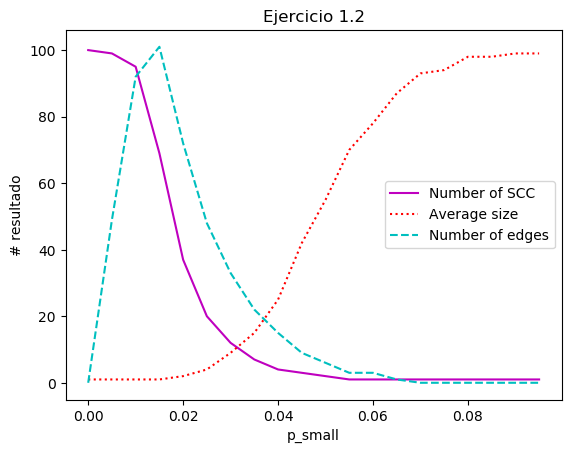 Ejercicio 1.2
100
80
60
40
20
0
# resultado
Number of SCC
Average size
Number of edges
0.00 0.02 0.04 0.06 0.08
p_small